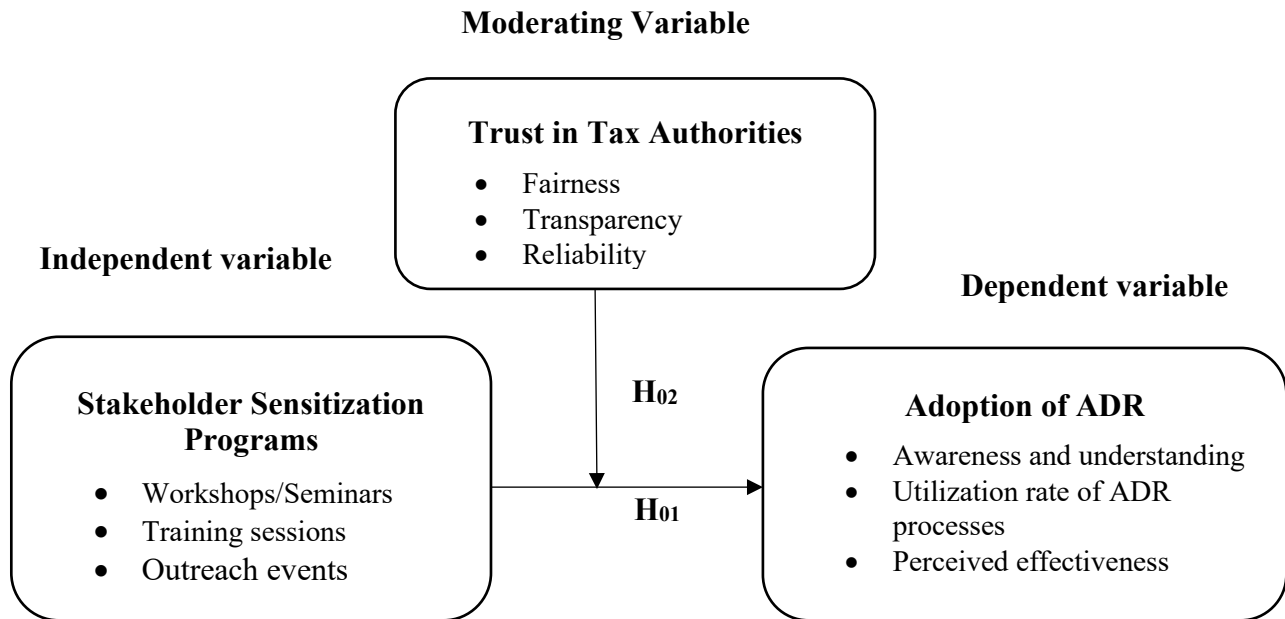 Moderating Variable
Trust in Tax Authorities
• Fairness
• Transparency
• Reliability
Independent variable
Dependent variable
Stakeholder Sensitization
Programs
• Workshops/Seminars
• Training sessions
• Outreach events
H02
H01
Adoption of ADR
• Awareness and understanding
• Utilization rate of ADR
processes
• Perceived effectiveness